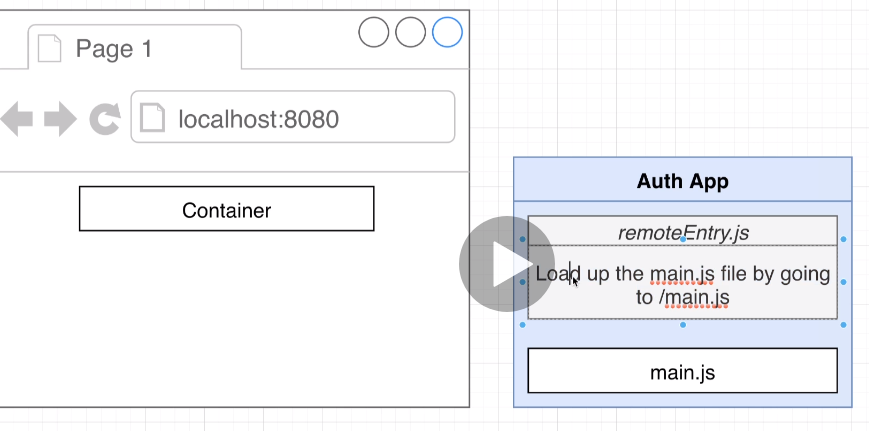 Page 1
localhost:8080
Container
Auth App
remoteEntry.js
Load up the main.js file by going
to /main.js
main.js